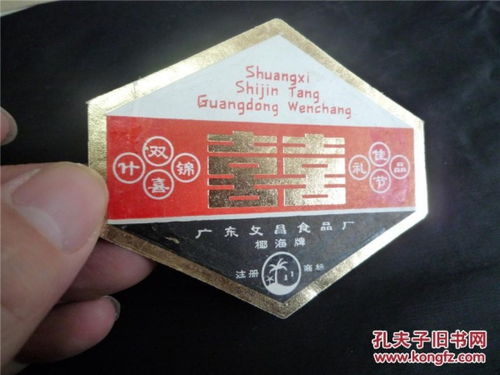 Shuangxi
Shijin Tang
Guangdong Wenchang
双喜什锦
囍
佳节礼品
广东文昌食品厂
椰海牌
注册 商标
孔夫子旧书网
www.kongfz.com